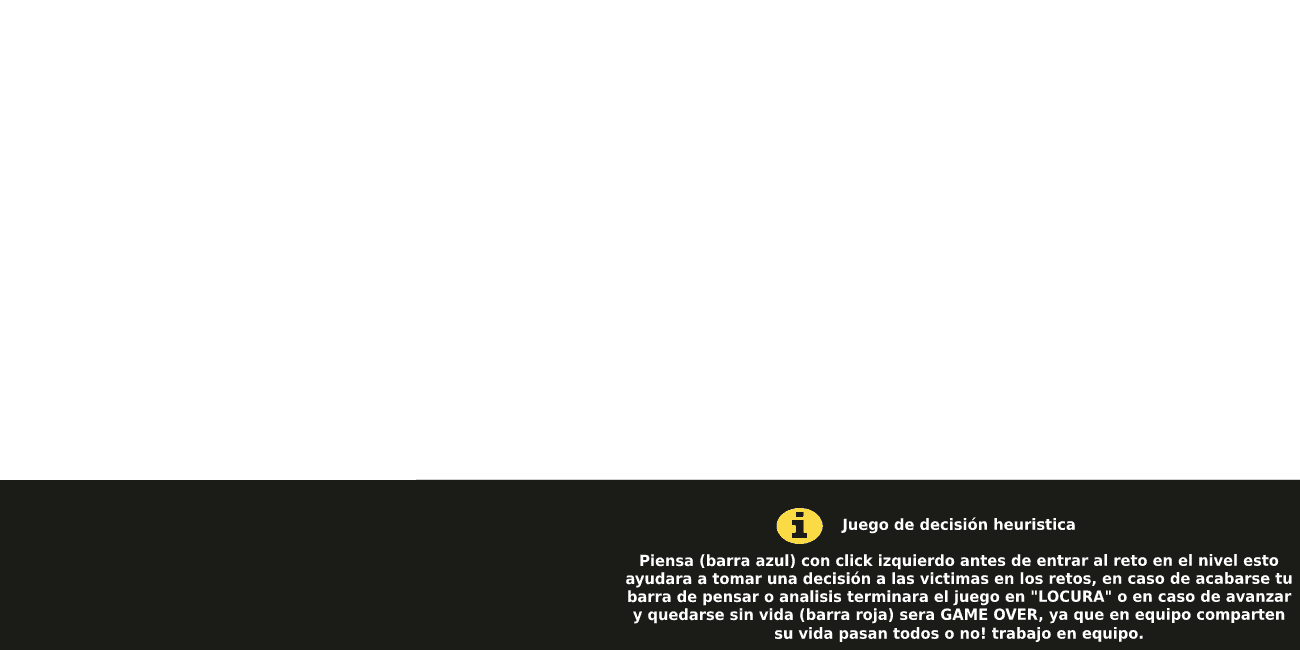 Juego de decisión heuristica
Piensa (barra azul) con click izquierdo antes de entrar al reto en el nivel esto
ayudara a tomar una decisión a las victimas en los retos, en caso de acabarse tu
barra de pensar o analisis terminara el juego en "LOCURA" o en caso de avanzar
y quedarse sin vida (barra roja) sera GAME OVER, ya que en equipo comparten
su vida pasan todos o no! trabajo en equipo.